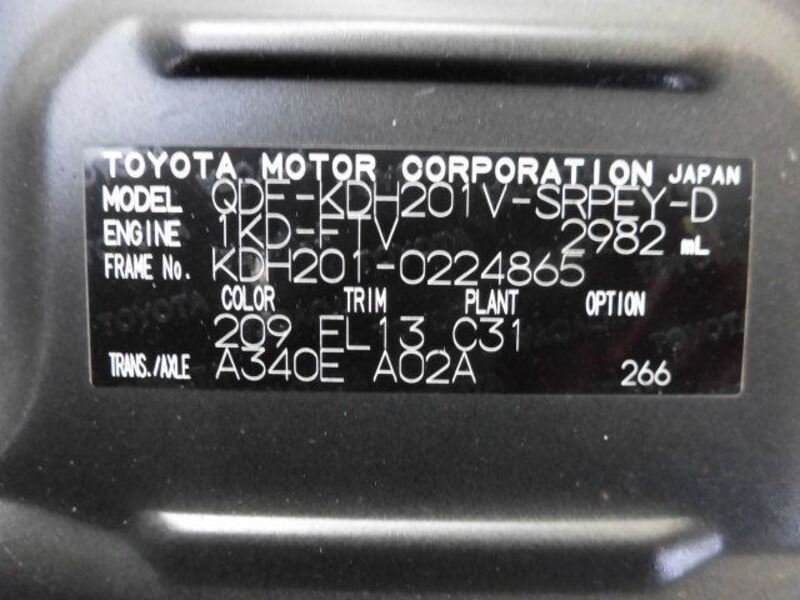 TOYOTA MOTOR CORPORATION JAPAN
MODEL QDF-KDH201V-SRPEY-D
ENGINE 1KD-FTV 2982 mL
FRAME No. KDH201-0224865
COLOR TRIM PLANT OPTION
209 FL13 C31
TRANS./AXLE A340E A02A 266